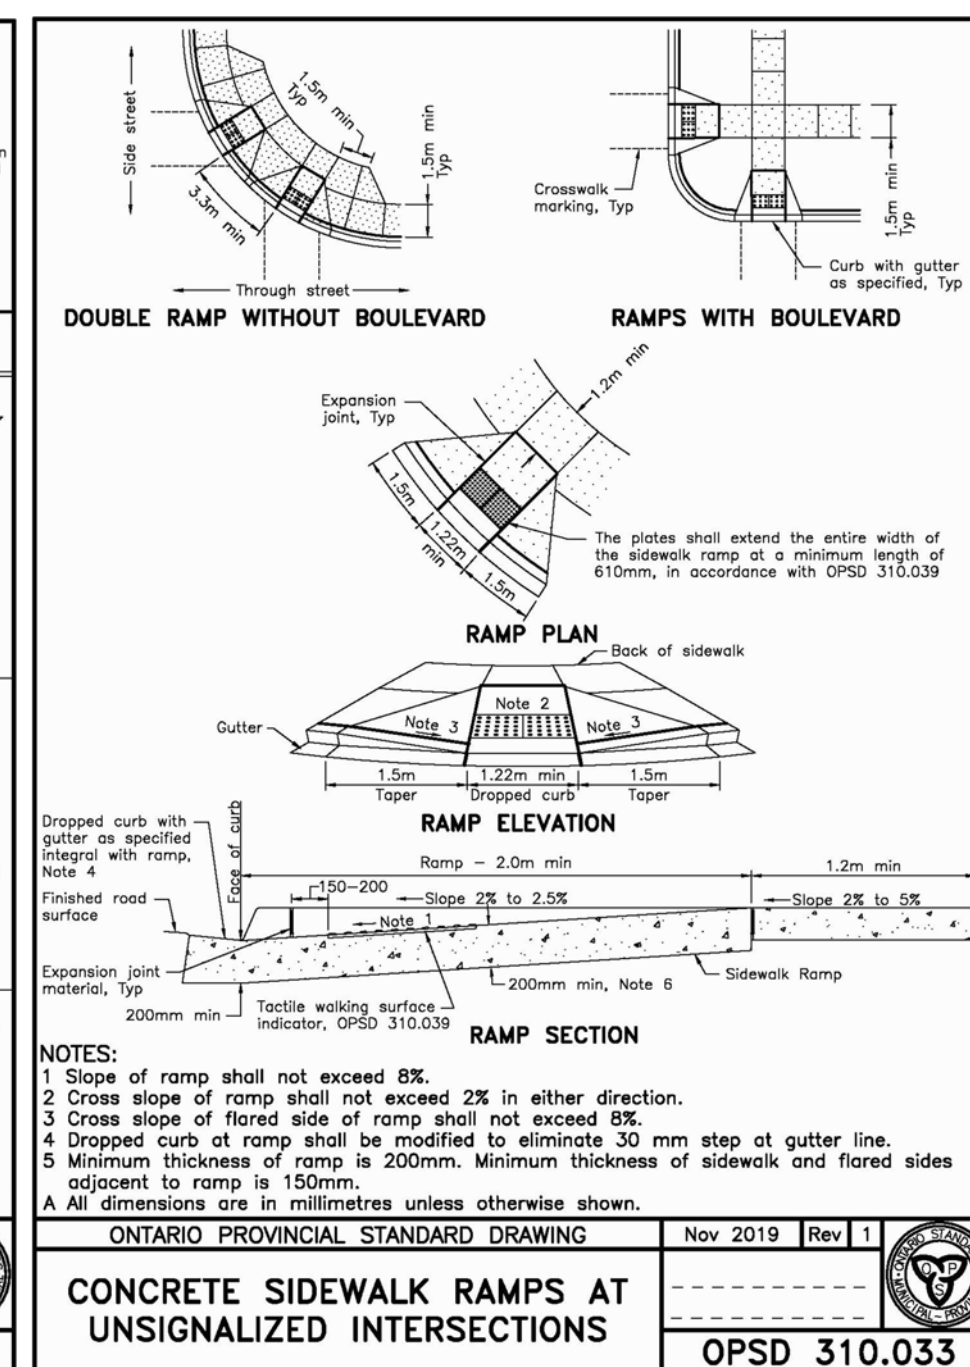 Side street
1.5m min
Typ
1.5m min
Typ
3.3m min
Through street
DOUBLE RAMP WITHOUT BOULEVARD
Crosswalk
marking, Typ
1.5m min
Typ
Curb with gutter
as specified, Typ
RAMPS WITH BOULEVARD
Expansion
joint, Typ
1.2m min
1.5m
1.22m
min
1.5m
The plates shall extend the entire width of
the sidewalk ramp at a minimum length of
610mm, in accordance with OPSD 310.039
RAMP PLAN
Back of sidewalk
Note 2
Note 3
Note 3
Gutter
1.5m
Taper
1.22m min
Dropped curb
1.5m
Taper
RAMP ELEVATION
Dropped curb with
gutter as specified
integral with ramp,
Note 4
Face of curb
Ramp – 2.0m min
1.2m min
150–200
Slope 2% to 2.5%
Slope 2% to 5%
Finished road
surface
Note 1
Expansion joint
material, Typ
200mm min
Tactile walking surface
indicator, OPSD 310.039
200mm min, Note 6
Sidewalk Ramp
RAMP SECTION
NOTES:
1 Slope of ramp shall not exceed 8%.
2 Cross slope of ramp shall not exceed 2% in either direction.
3 Cross slope of flared side of ramp shall not exceed 8%.
4 Dropped curb at ramp shall be modified to eliminate 30 mm step at gutter line.
5 Minimum thickness of ramp is 200mm. Minimum thickness of sidewalk and flared sides
adjacent to ramp is 150mm.
A All dimensions are in millimetres unless otherwise shown.
ONTARIO PROVINCIAL STANDARD DRAWING
Nov 2019
Rev
1
CONCRETE SIDEWALK RAMPS AT
UNSIGNALIZED INTERSECTIONS
OPSD 310.033
O P
S